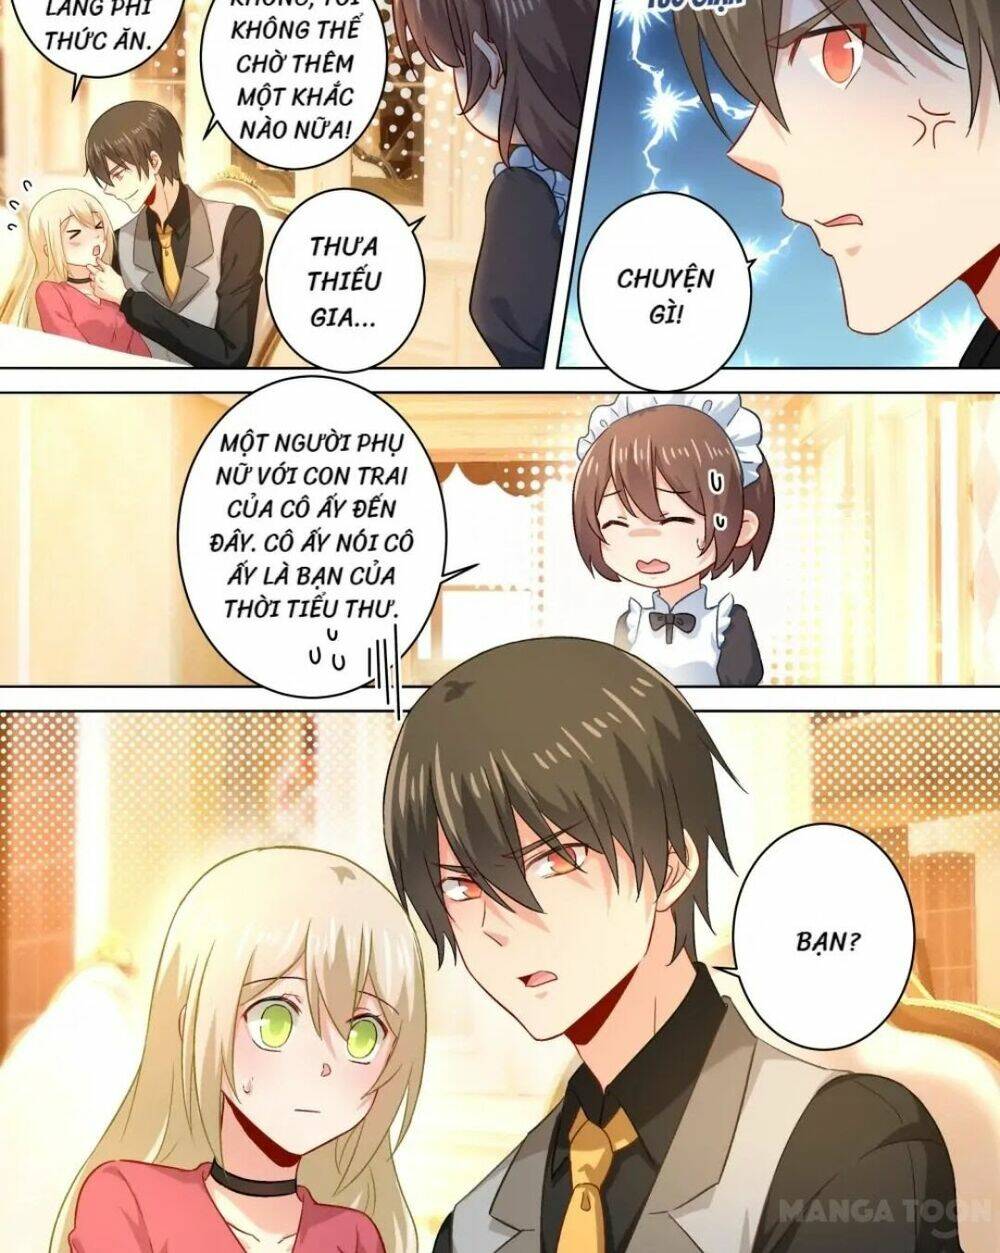 LÃNG PHÍ
THỨC ĂN.
KHÔNG, TÔI
KHÔNG THỂ
CHỜ THÊM
MỘT KHẮC
NÀO NỮA!
THƯA
THIẾU
GIA...
TỨC GIẬN
CHUYỆN
GÌ!
MỘT NGƯỜI PHỤ
NỮ VỚI CON TRAI
CỦA CÔ ẤY ĐẾN
ĐÂY. CÔ ẤY NÓI CÔ
ẤY LÀ BẠN CỦA
THỜI TIỂU THƯ.
BẠN?
MANGA TOON